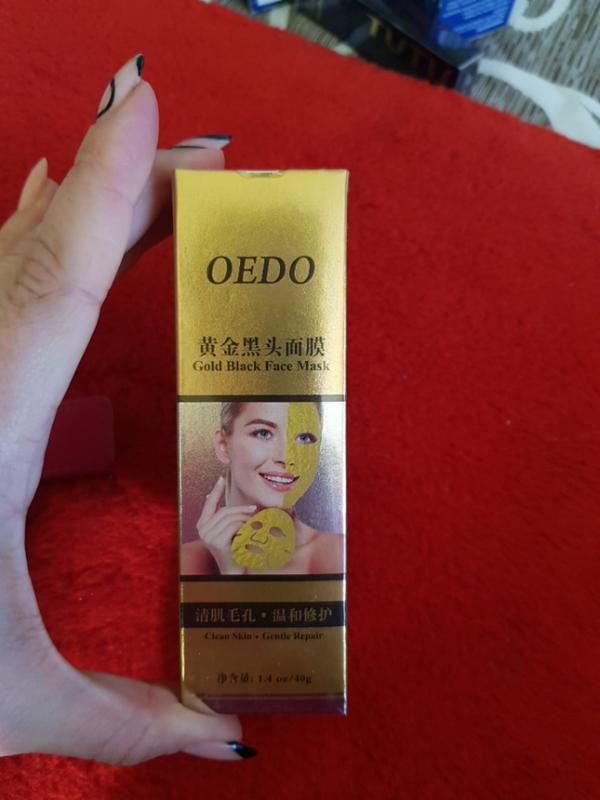 TUTU
OEDO
黄金黑头面膜
Gold Black Face Mask
清肌毛孔•温和修护
Clean Skin • Gentle Repair
净含量: 1.4 oz/40g